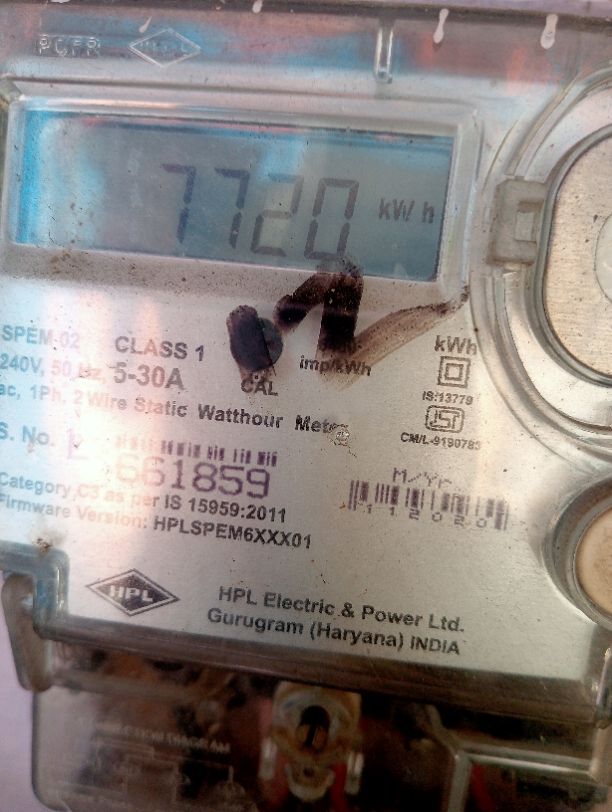 HPL
7720 kWh
SPEM-02 CLASS 1
240V, 50 Hz, 5-30A
imp/kWh
CAL
kWh
ac, 1Ph, 2 Wire Static Watthour Meter
IS:13779
CM/L-9190783
S. No.
661859
M/Yr
112020
Category C3 as per IS 15959:2011
Firmware Version: HPLSPEM6XXX01
HPL
HPL Electric & Power Ltd.
Gurugram (Haryana) INDIA